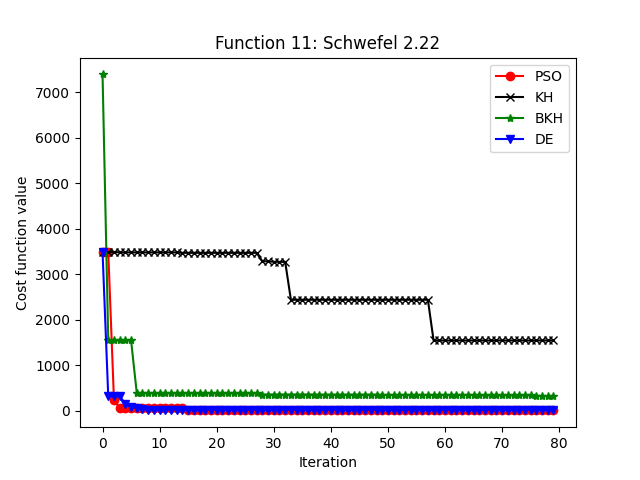 Function 11: Schwefel 2.22
PSO
KH
BKH
DE
Cost function value
7000
6000
5000
4000
3000
2000
1000
0
0 10 20 30 40 50 60 70 80
Iteration